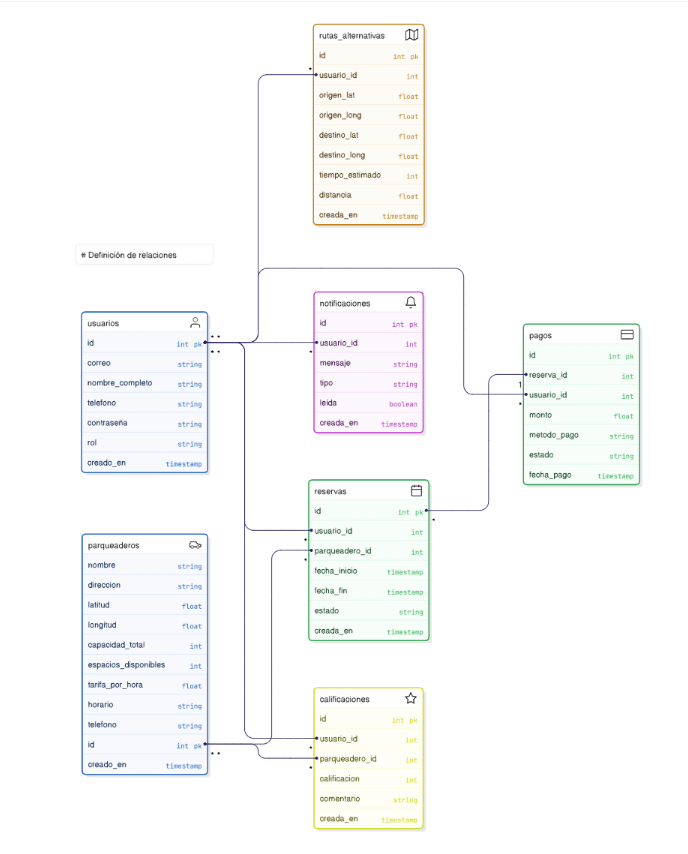 rutas_alternativas
id int pk
usuario_id int
origen_lat float
origen_long float
destino_lat float
destino_long float
tiempo_estimado int
distancia float
creada_en timestamp
# Definición de relaciones
usuarios
id int pk
correo string
nombre_completo string
telefono string
contraseña string
rol string
creado_en timestamp
notificaciones
id int pk
usuario_id int
mensaje string
tipo string
leida boolean
creada_en timestamp
pagos
id int pk
reserva_id int
1
usuario_id int
monto float
metodo_pago string
estado string
fecha_pago timestamp
reservas
id int pk
usuario_id int
parqueadero_id int
fecha_inicio timestamp
fecha_fin timestamp
estado string
creada_en timestamp
parqueaderos
nombre string
direccion string
latitud float
longitud float
capacidad_total int
espacios_disponibles int
tarifa_por_hora float
horario string
telefono string
id int pk
creado_en timestamp
calificaciones
id int pk
usuario_id int
parqueadero_id int
calificacion int
comentario string
creada_en timestamp